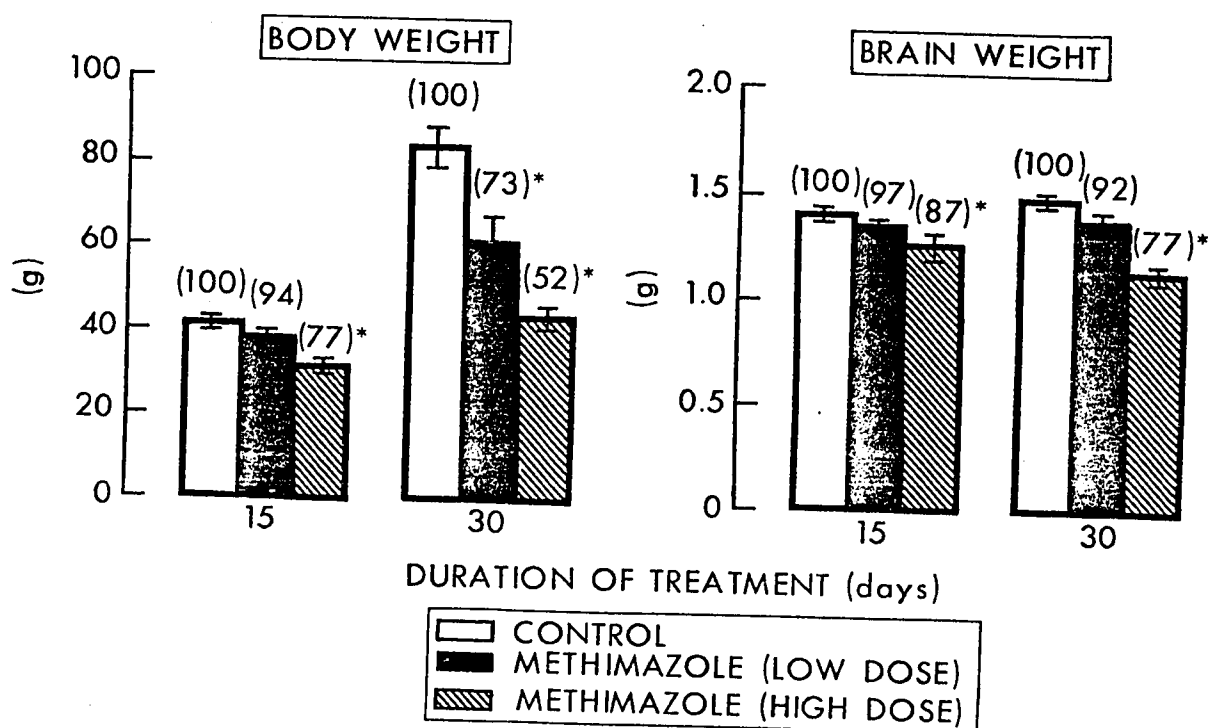 BODY WEIGHT
100
80
60
40
20
0
(g)
(100) (94) (77)*
(100) (73)* (52)*
15 30
BRAIN WEIGHT
2.0
1.5
1.0
0.5
0
(g)
(100) (97) (87)*
(100) (92) (77)*
15 30
DURATION OF TREATMENT (days)
CONTROL
METHIMAZOLE (LOW DOSE)
METHIMAZOLE (HIGH DOSE)